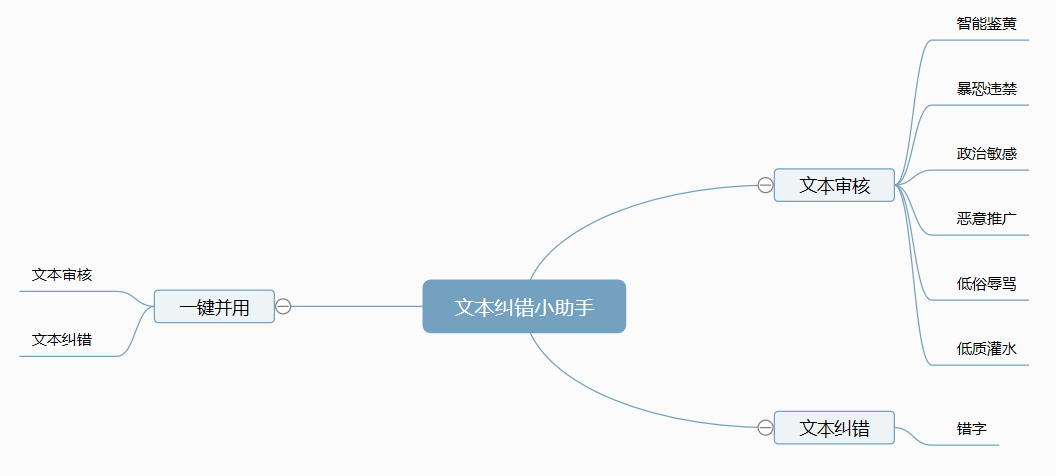 智能鉴黄
暴恐违禁
政治敏感
文本审核
恶意推广
低俗辱骂
低质灌水
文本纠错小助手
一键并用
文本审核
文本纠错
文本纠错
错字